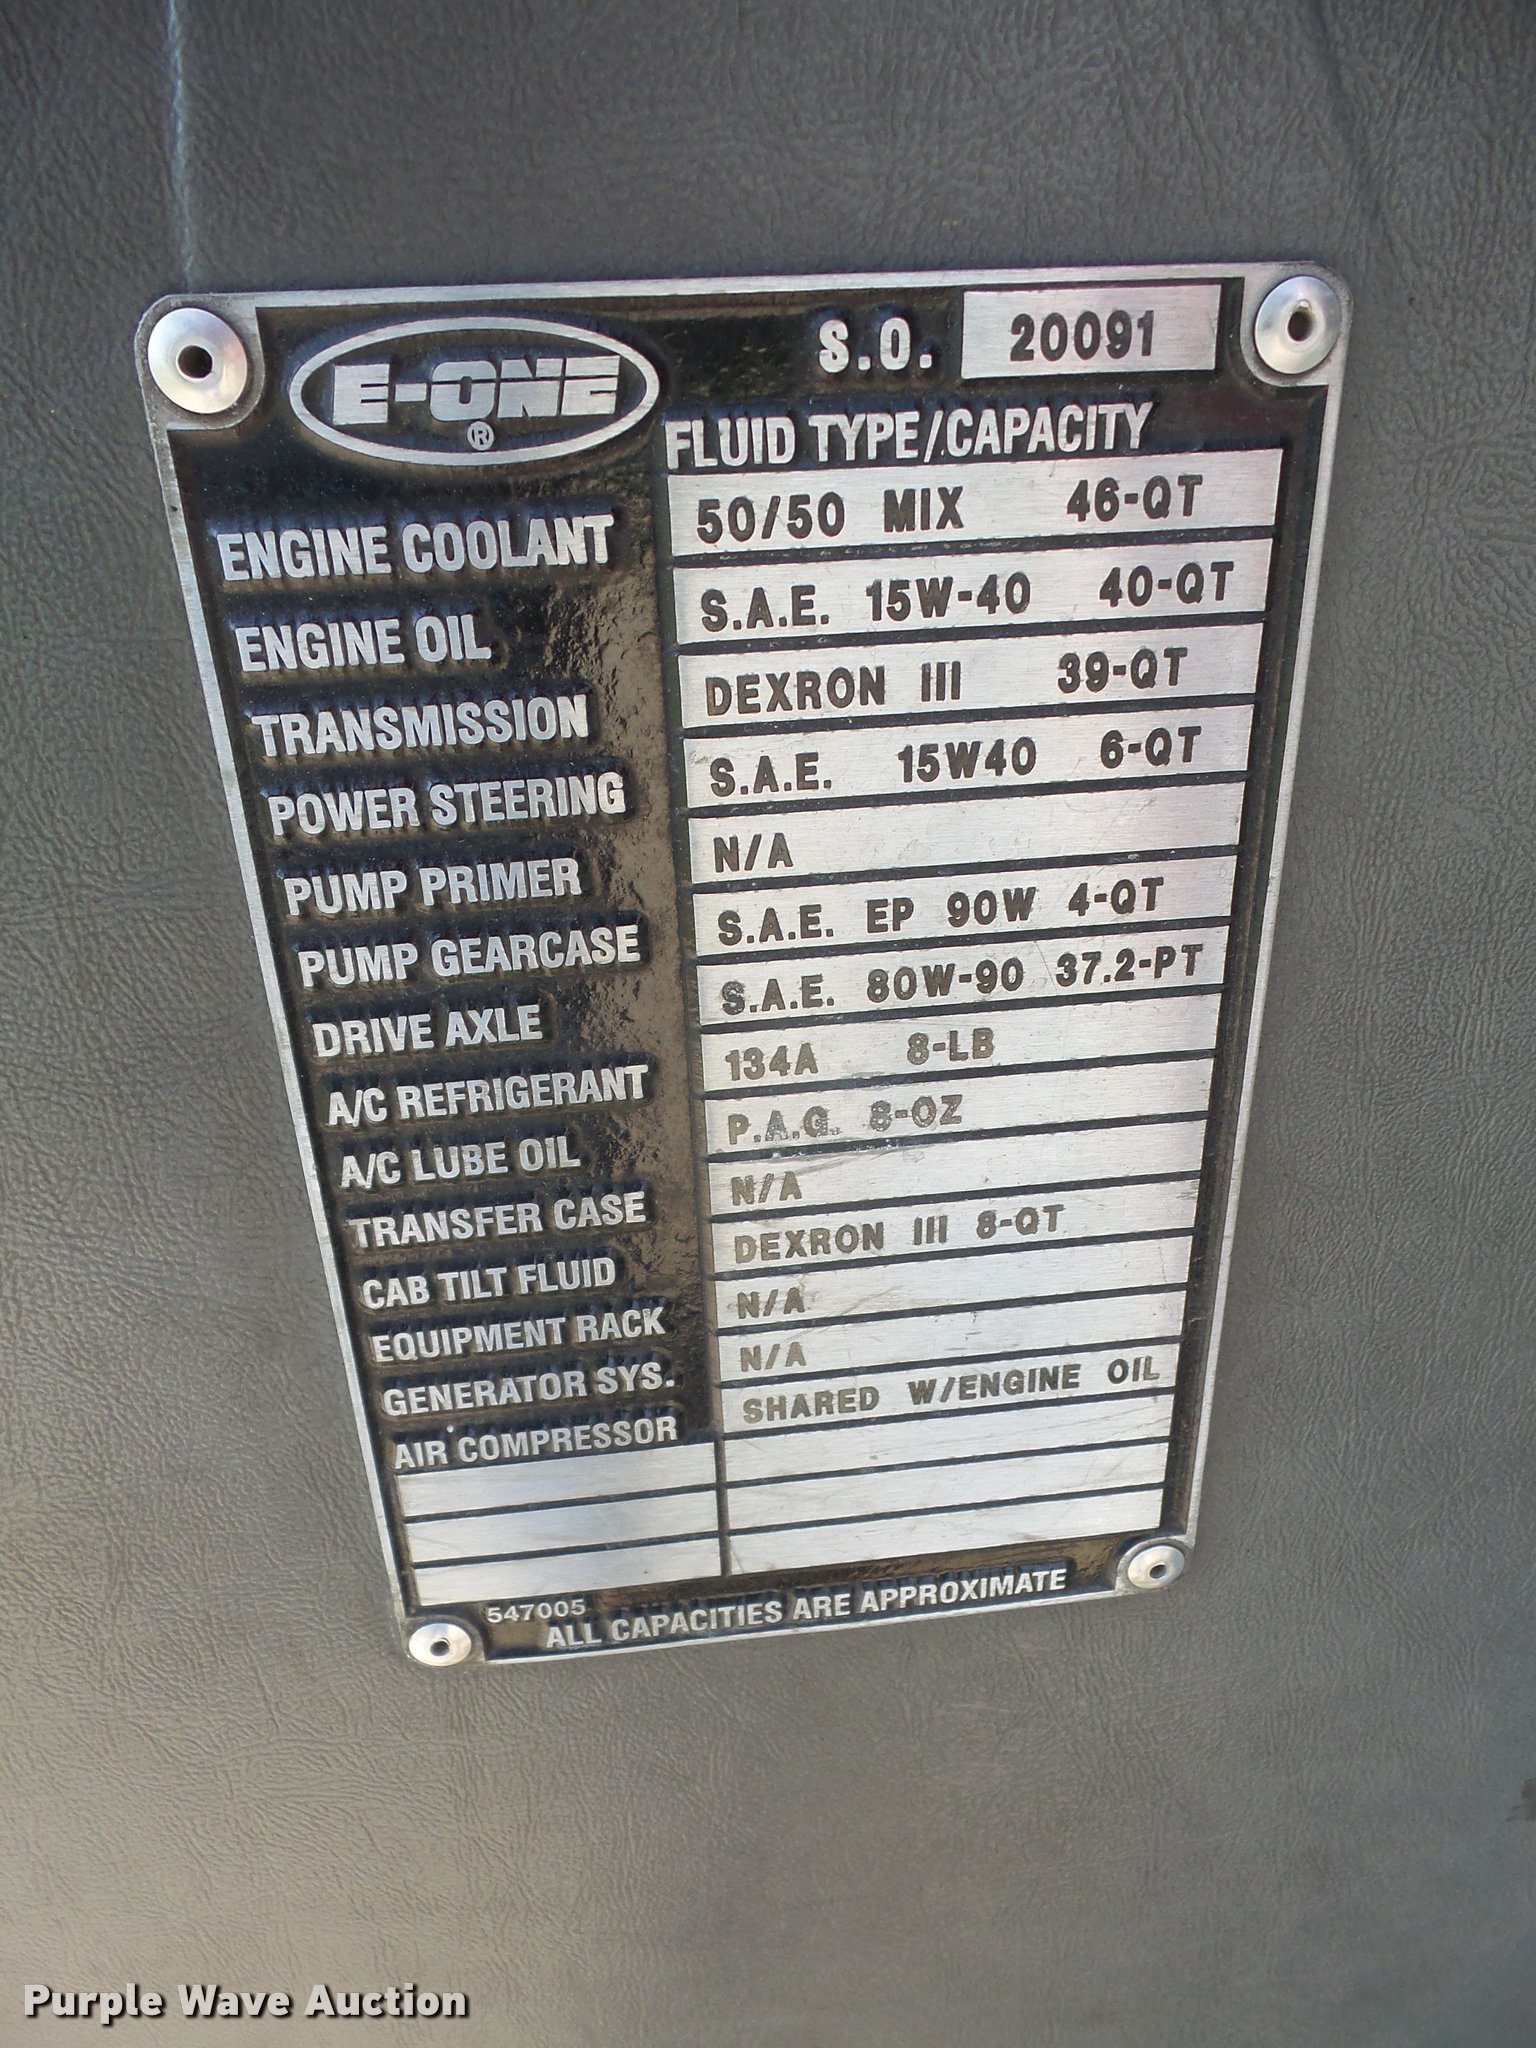 E-ONE
®
S.O. 20091
FLUID TYPE/CAPACITY
ENGINE COOLANT 50/50 MIX 46-QT
ENGINE OIL S.A.E. 15W-40 40-QT
TRANSMISSION DEXRON III 39-QT
POWER STEERING S.A.E. 15W40 6-QT
PUMP PRIMER N/A
PUMP GEARCASE S.A.E. EP 90W 4-QT
DRIVE AXLE S.A.E. 80W-90 37.2-PT
A/C REFRIGERANT 134A 8-LB
A/C LUBE OIL P.A.G. 8-OZ
TRANSFER CASE N/A
CAB TILT FLUID DEXRON III 8-QT
EQUIPMENT RACK N/A
GENERATOR SYS. N/A
AIR COMPRESSOR SHARED W/ENGINE OIL
547005
ALL CAPACITIES ARE APPROXIMATE
Purple Wave Auction